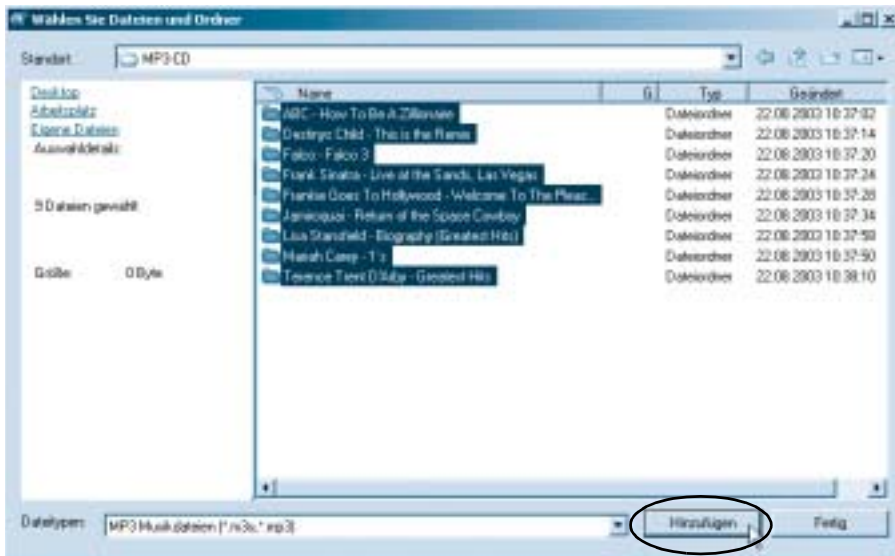 Wählen Sie Dateien und Ordner
Standort: MP3-CD
Desktop
Arbeitsplatz
Eigene Dateien
Auswahldetails:
9 Dateien gewählt
Größe: 0 Byte
Name G. Typ Geändert
ABC - How To Be A Zillionaire Dateiordner 22.08.2003 10:37:02
Destinys Child - This is the Remix Dateiordner 22.08.2003 10:37:14
Falco - Falco 3 Dateiordner 22.08.2003 10:37:20
Frank Sinatra - Live at the Sands, Las Vegas Dateiordner 22.08.2003 10:37:24
Frankie Goes To Hollywood - Welcome To The Pleas... Dateiordner 22.08.2003 10:37:28
Jamiroquai - Return of the Space Cowboy Dateiordner 22.08.2003 10:37:34
Lisa Stansfield - Biography (Greatest Hits) Dateiordner 22.08.2003 10:37:50
Mariah Carey - 1's Dateiordner 22.08.2003 10:37:50
Terence Trent D'Arby - Greatest Hits Dateiordner 22.08.2003 10:38:10
Dateitypen: MP3 Musikdateien (*.m3s,*.mp3)
Hinzufügen Fertig